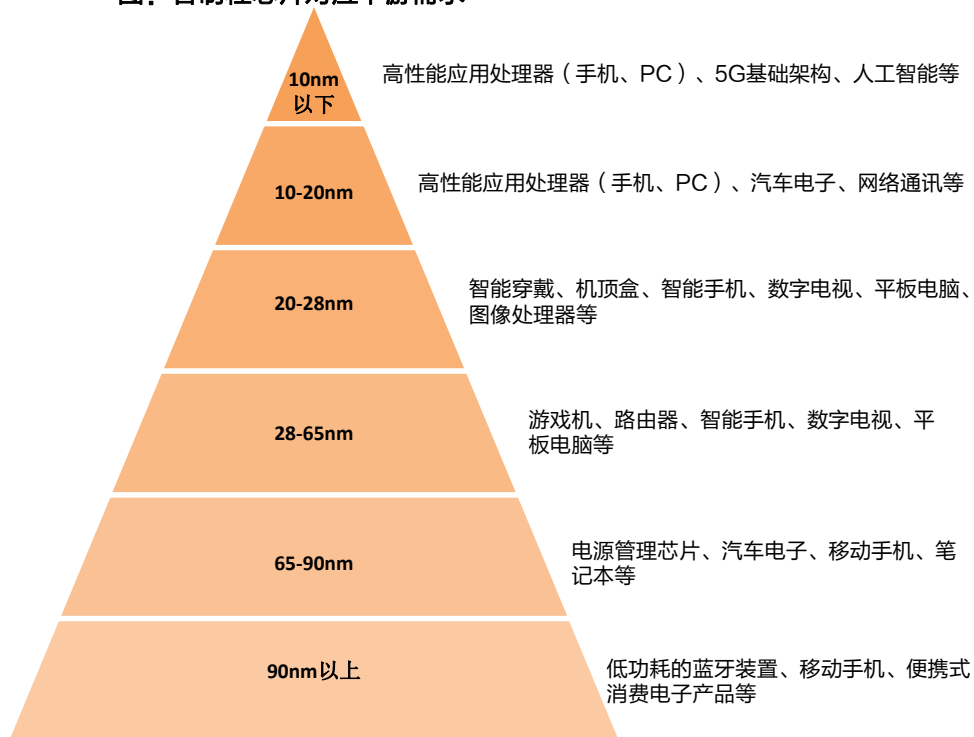 10nm
以下
高性能应用处理器（手机、PC）、5G基础架构、人工智能等
10-20nm
高性能应用处理器（手机、PC）、汽车电子、网络通讯等
20-28nm
智能穿戴、机顶盒、智能手机、数字电视、平板电脑、
图像处理器等
28-65nm
游戏机、路由器、智能手机、数字电视、平
板电脑等
65-90nm
电源管理芯片、汽车电子、移动手机、笔
记本等
90nm以上
低功耗的蓝牙装置、移动手机、便携式
消费电子产品等